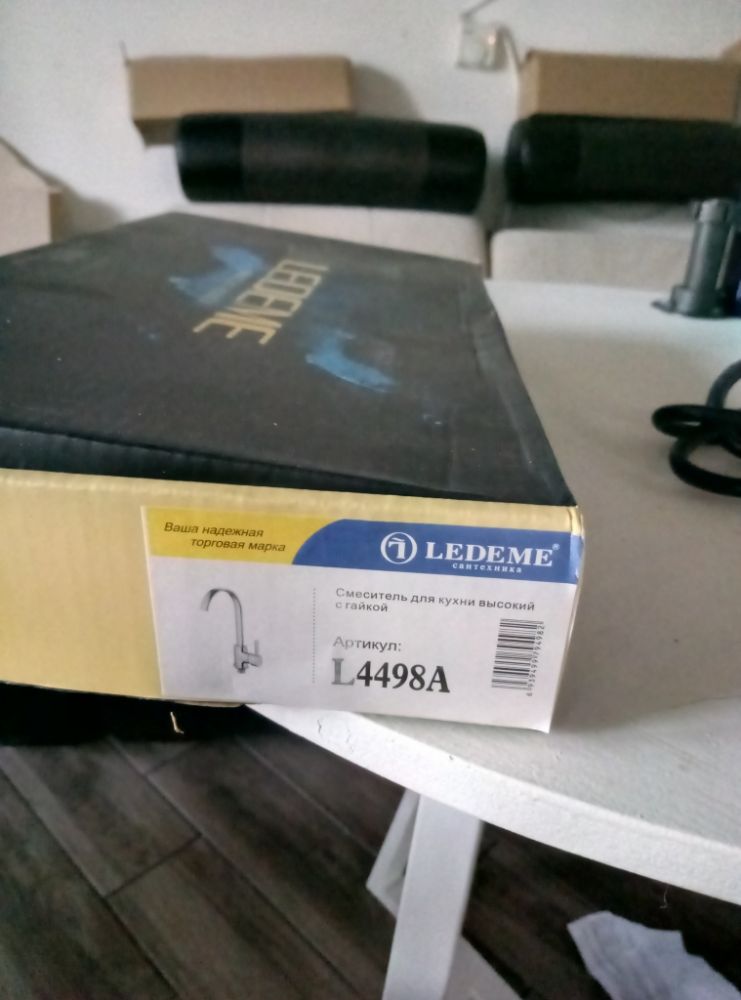 LEDEME
Ваша надежная
торговая марка
LEDEME®
сантехника
Смеситель для кухни высокий
с гайкой
Артикул:
L4498A